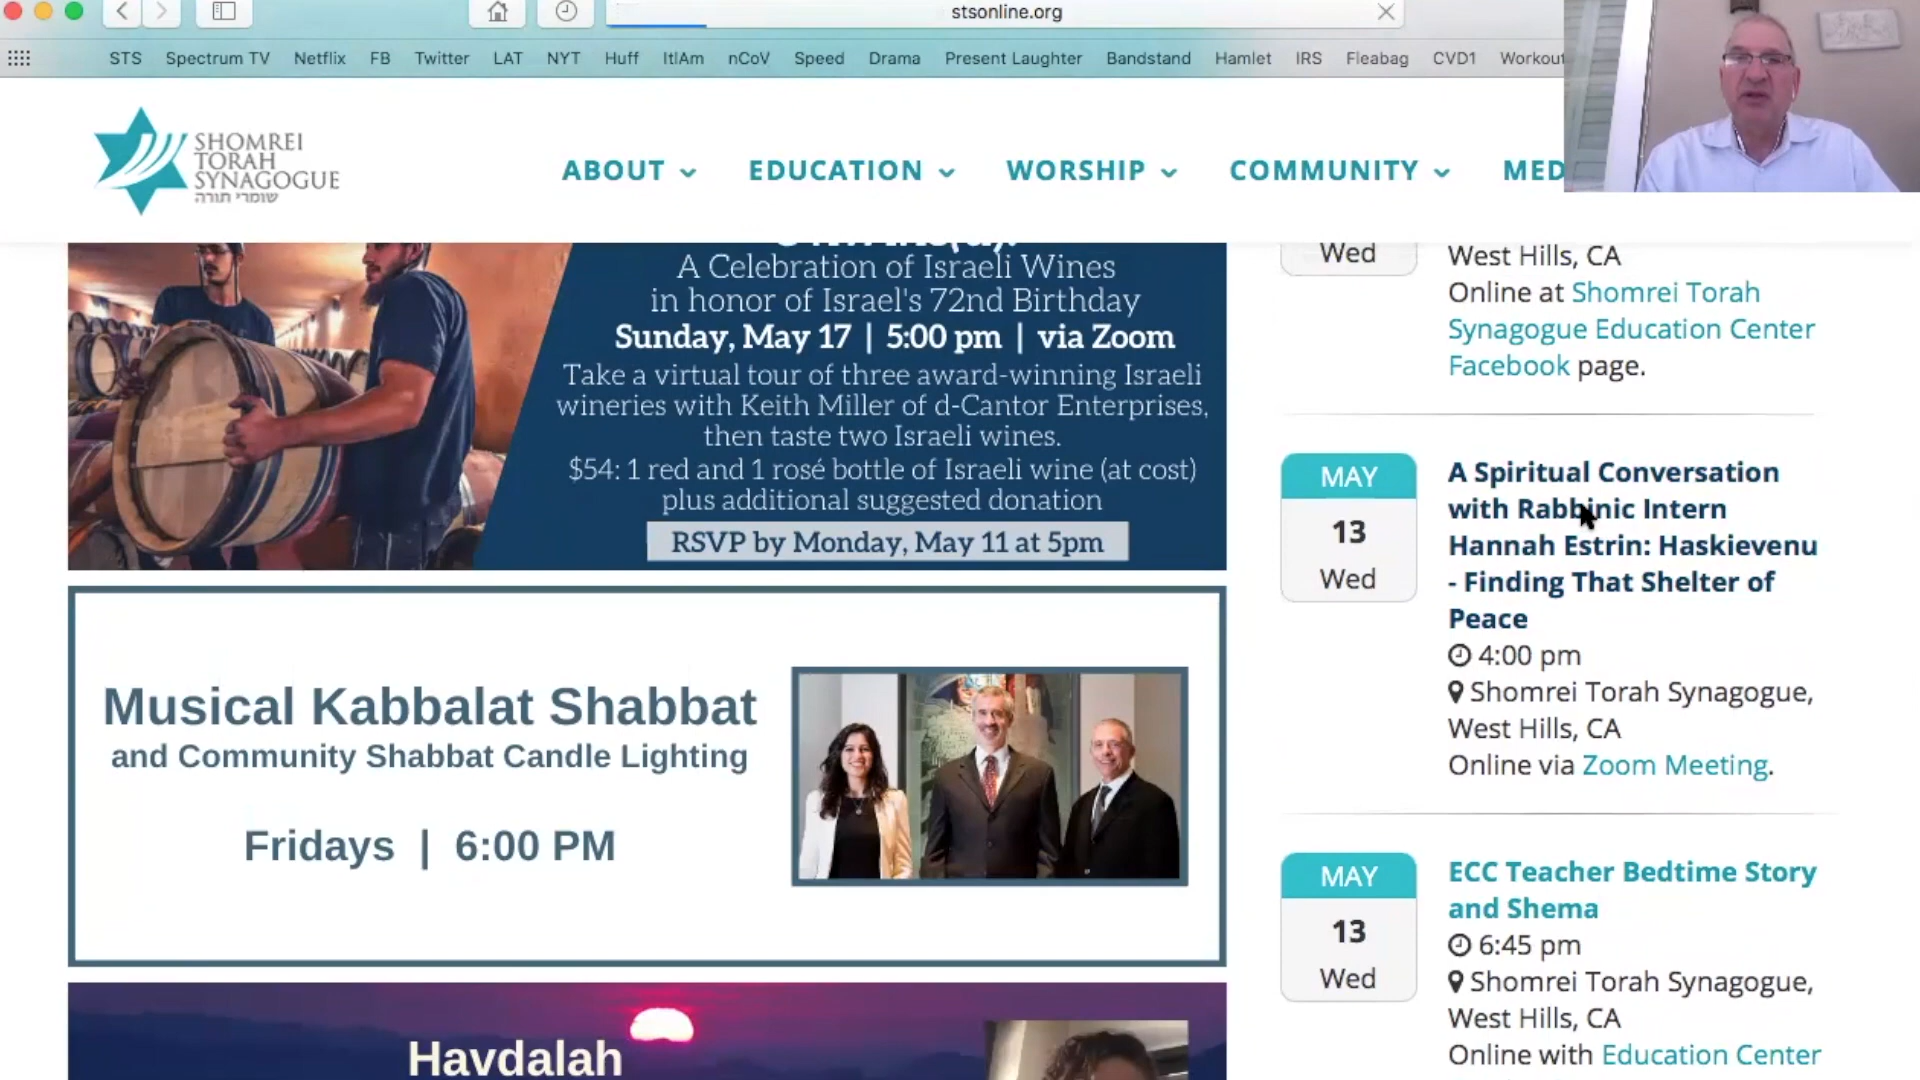 stsonline.org
STS Spectrum TV Netflix FB Twitter LAT NYT Huff ItlAm nCoV Speed Drama Present Laughter Bandstand Hamlet IRS Fleabag CVD1 Workout
SHOMREI
TORAH
SYNAGOGUE
שומרי תורה
ABOUT EDUCATION WORSHIP COMMUNITY MED
A Celebration of Israeli Wines
in honor of Israel's 72nd Birthday
Sunday, May 17 | 5:00 pm | via Zoom
Take a virtual tour of three award-winning Israeli
wineries with Keith Miller of d-Cantor Enterprises,
then taste two Israeli wines.
$54: 1 red and 1 rosé bottle of Israeli wine (at cost)
plus additional suggested donation
RSVP by Monday, May 11 at 5pm
Musical Kabbalat Shabbat
and Community Shabbat Candle Lighting
Fridays | 6:00 PM
Havdalah
Wed
West Hills, CA
Online at Shomrei Torah
Synagogue Education Center
Facebook page.
MAY
13
Wed
A Spiritual Conversation
with Rabbinic Intern
Hannah Estrin: Haskievenu
- Finding That Shelter of
Peace
4:00 pm
Shomrei Torah Synagogue,
West Hills, CA
Online via Zoom Meeting.
MAY
13
Wed
ECC Teacher Bedtime Story
and Shema
6:45 pm
Shomrei Torah Synagogue,
West Hills, CA
Online with Education Center